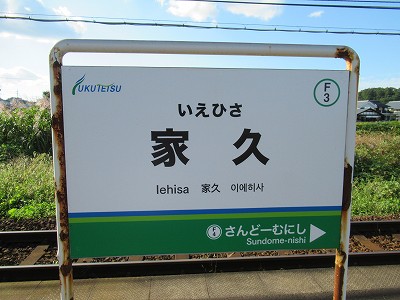 FUKUTETSU
F
3
いえひさ
家久
Iehisa 家久 이에히사
F4 さんどーむにし
Sundome-nishi